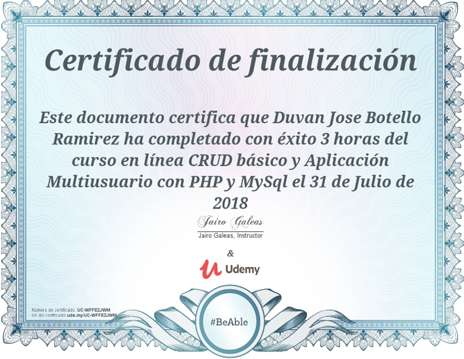 Certificado de finalización
Este documento certifica que Duvan Jose Botello
Ramirez ha completado con éxito 3 horas del
curso en línea CRUD básico y Aplicación
Multiusuario con PHP y MySql el 31 de Julio de
2018
Jairo Galeas
Jairo Galeas, Instructor
&
Udemy
Número de certificado: UC-WFFEZJWM
Url del certificado: ude.my/UC-WFFEZJWM
#BeAble